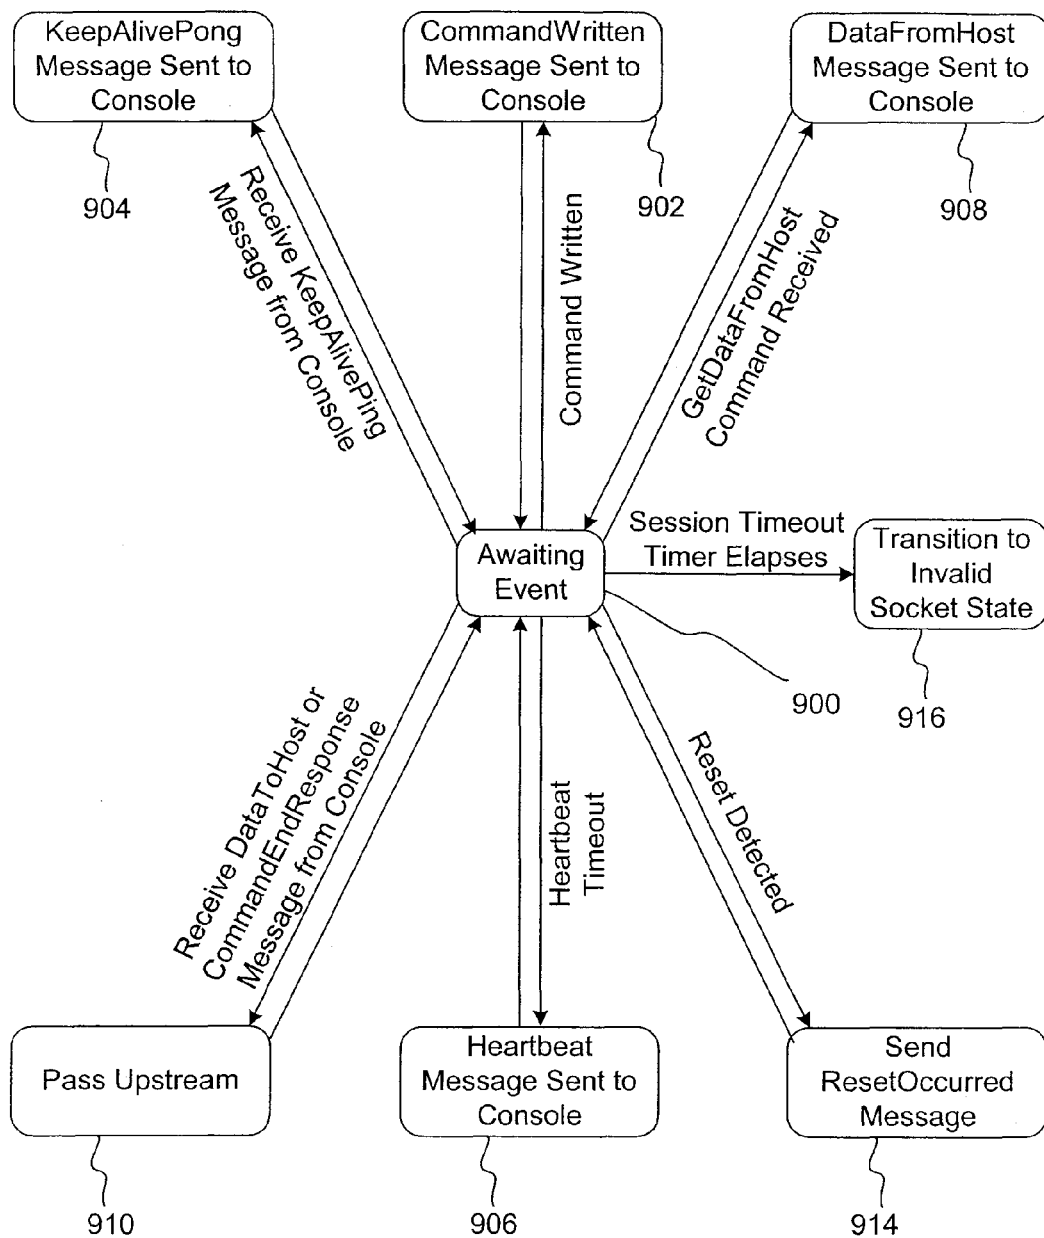 KeepAlivePong
Message Sent to
Console
CommandWritten
Message Sent to
Console
DataFromHost
Message Sent to
Console
904
902
908
Receive KeepAlivePing
Message from Console
Command Written
GetDataFromHost
Command Received
Awaiting
Event
Session Timeout
Timer Elapses
Transition to
Invalid
Socket State
900
916
Receive DataToHost or
CommandEndResponse
Message from Console
Heartbeat
Timeout
Reset Detected
Pass Upstream
Heartbeat
Message Sent to
Console
Send
ResetOccurred
Message
910
906
914